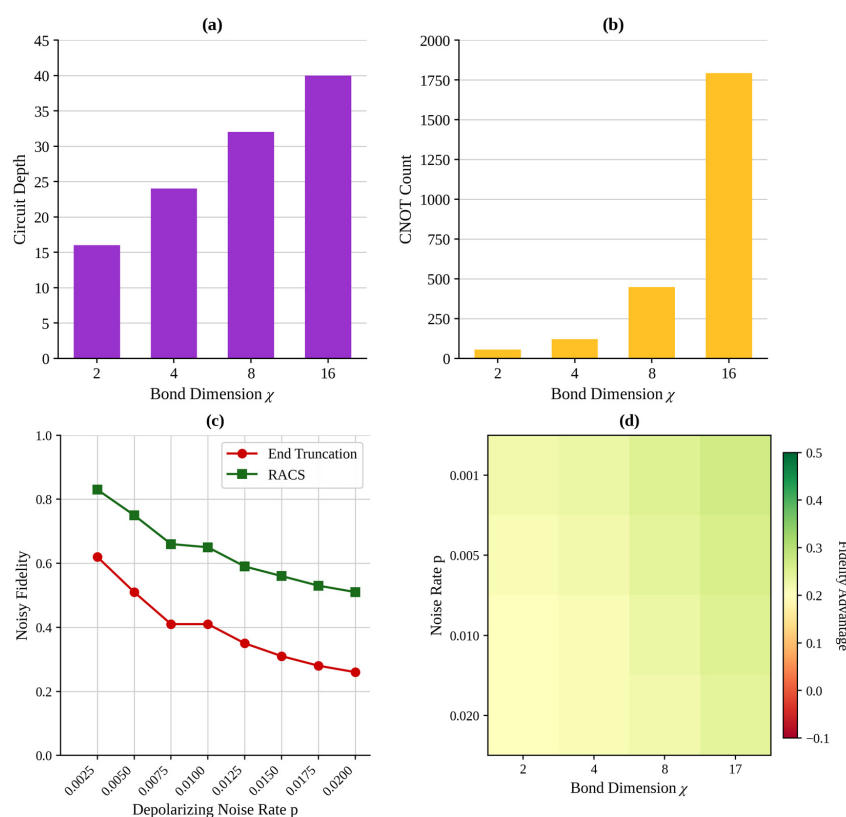 (a)
45
40
35
30
25
20
15
10
5
0
Circuit Depth
2 4 8 16
Bond Dimension χ
(b)
2000
1750
1500
1250
1000
750
500
250
0
CNOT Count
2 4 8 16
Bond Dimension χ
(c)
1.0
0.8
0.6
0.4
0.2
0.0
Noisy Fidelity
End Truncation
RACS
0.0025 0.0050 0.0075 0.0100 0.0125 0.0150 0.0175 0.0200
Depolarizing Noise Rate p
(d)
0.001
0.005
0.010
0.020
Noise Rate p
2 4 8 17
Bond Dimension χ
0.5
0.4
0.3
0.2
0.1
0.0
−0.1
Fidelity Advantage